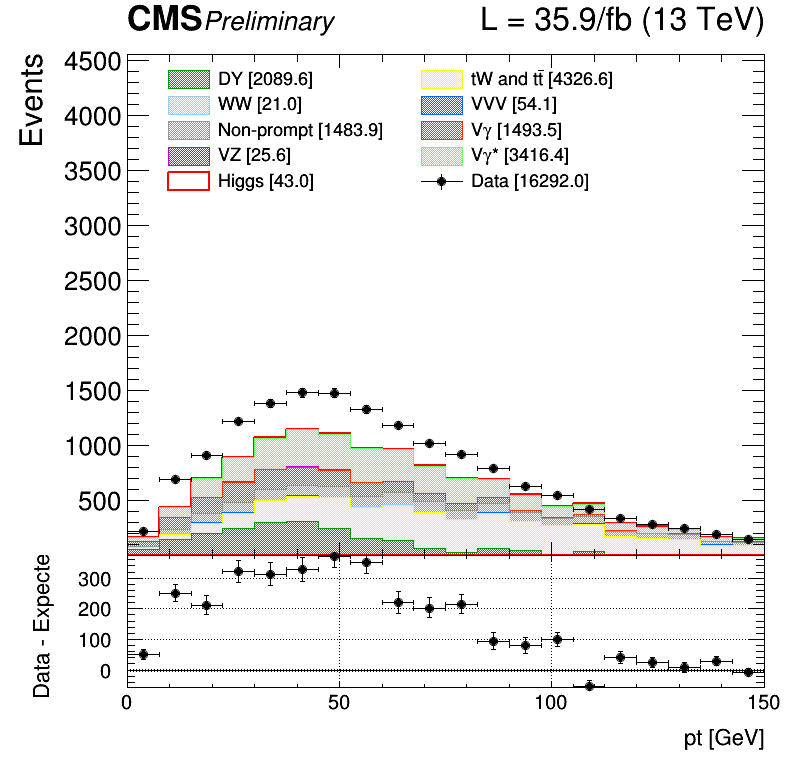 CMS Preliminary L = 35.9/fb (13 TeV)
Events
4500
4000
3500
3000
2500
2000
1500
1000
500
DY [2089.6]
WW [21.0]
Non-prompt [1483.9]
VZ [25.6]
Higgs [43.0]
tW and tt̄ [4326.6]
VVV [54.1]
Vγ [1493.5]
Vγ* [3416.4]
Data [16292.0]
Data - Expecte
300
200
100
0
0 50 100 150
pt [GeV]